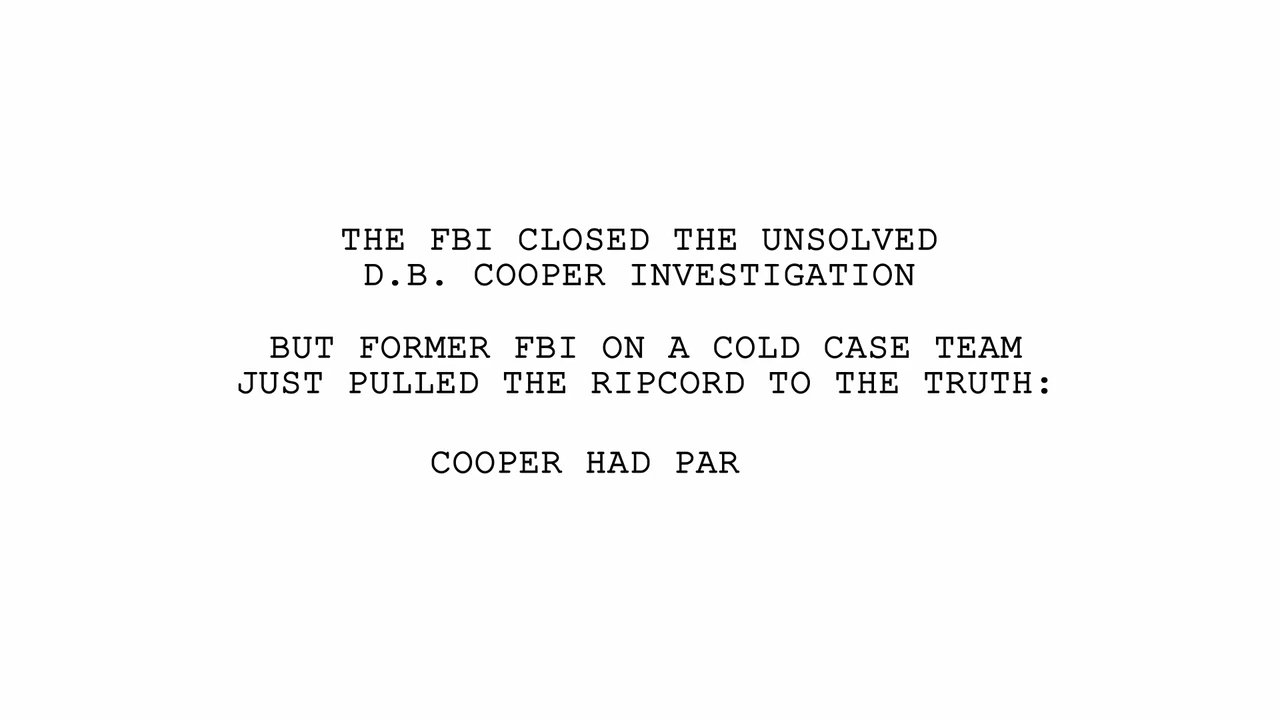 THE FBI CLOSED THE UNSOLVED
D.B. COOPER INVESTIGATION
BUT FORMER FBI ON A COLD CASE TEAM
JUST PULLED THE RIPCORD TO THE TRUTH:
COOPER HAD PAR